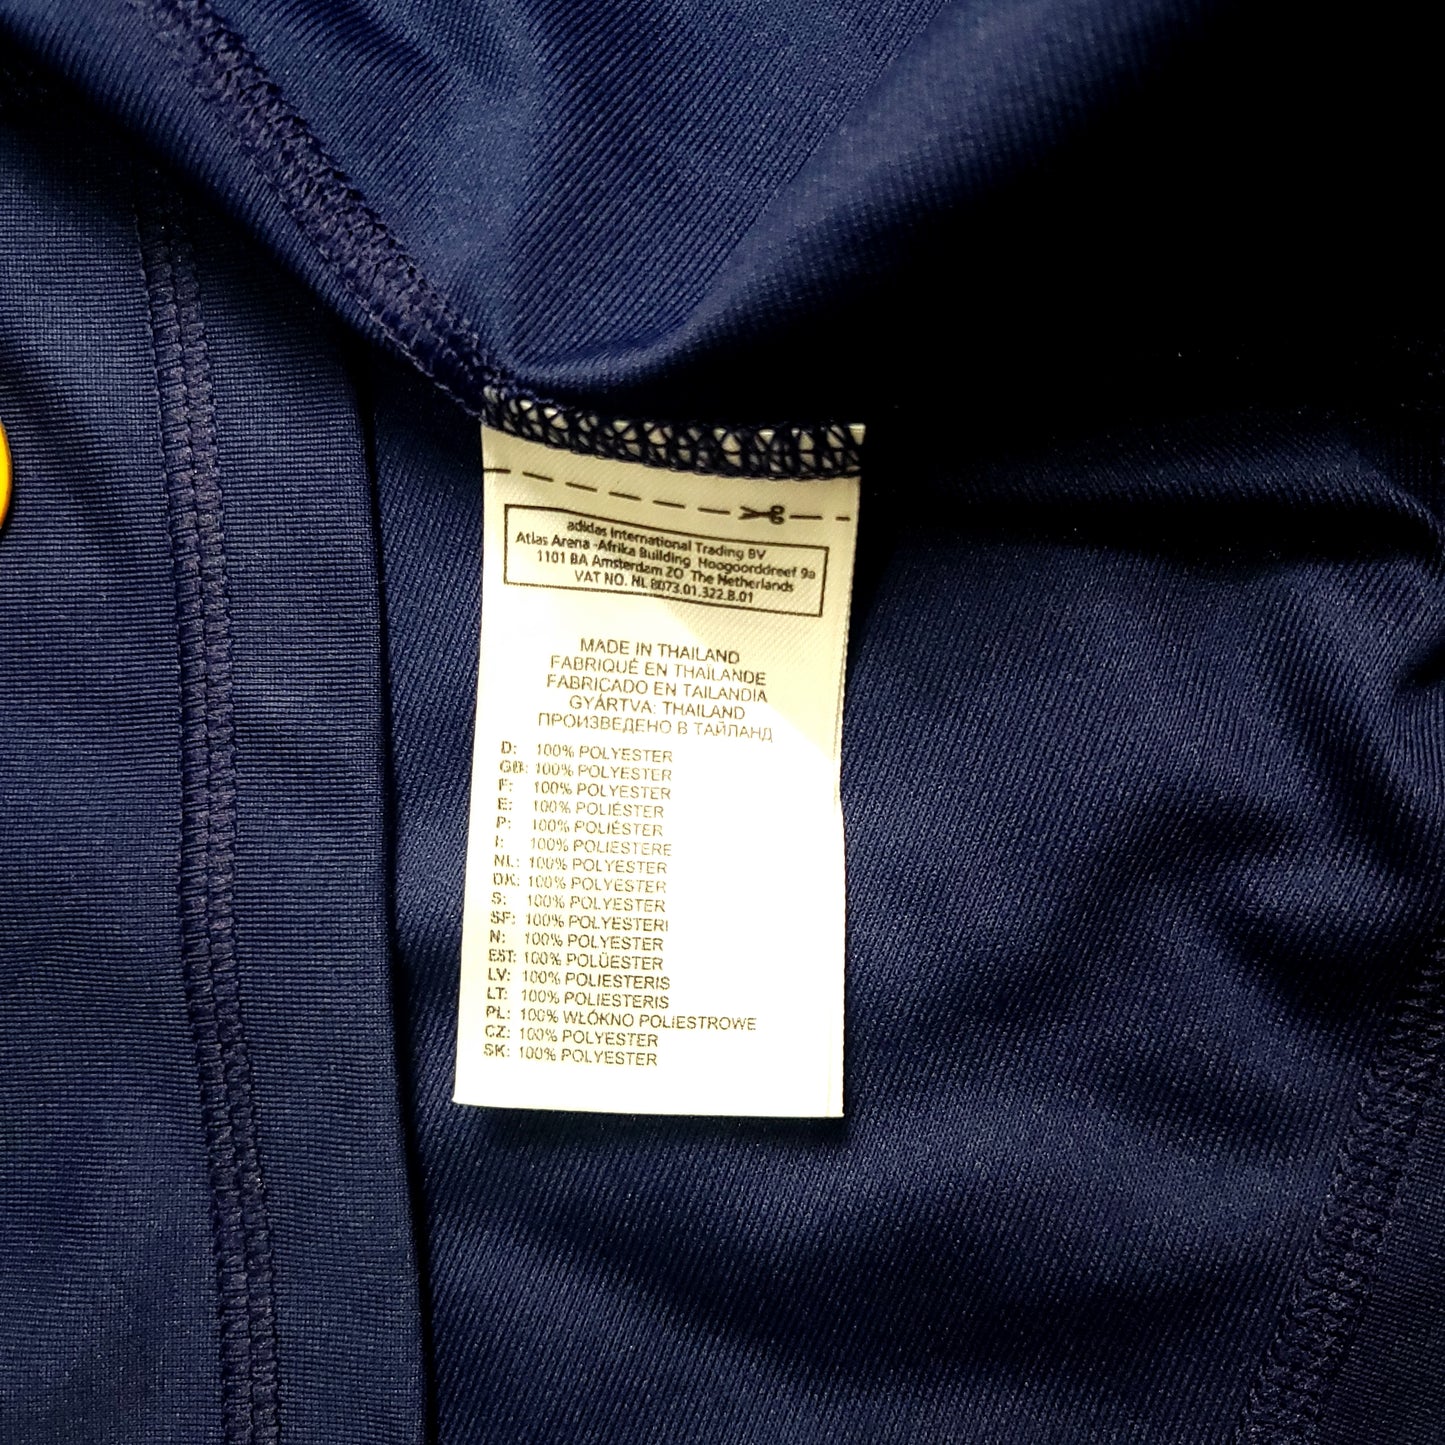 adidas International Trading BV
Atlas Arena -Afrika Building Hoogoorddreef 9a
1101 BA Amsterdam ZO The Netherlands
VAT NO. NL 8073.01.322.B.01
MADE IN THAILAND
FABRIQUÉ EN THAÏLANDE
FABRICADO EN TAILANDIA
GYÁRTVA: THAILAND
ПРОИЗВЕДЕНО В ТАЙЛАНД
D: 100% POLYESTER
GB: 100% POLYESTER
F: 100% POLYESTER
E: 100% POLIÉSTER
P: 100% POLIÉSTER
I: 100% POLIESTERE
NL: 100% POLYESTER
DK: 100% POLYESTER
S: 100% POLYESTER
SF: 100% POLYESTERI
N: 100% POLYESTER
EST: 100% POLÜESTER
LV: 100% POLIESTERIS
LT: 100% POLIESTERIS
PL: 100% WŁÓKNO POLIESTROWE
CZ: 100% POLYESTER
SK: 100% POLYESTER